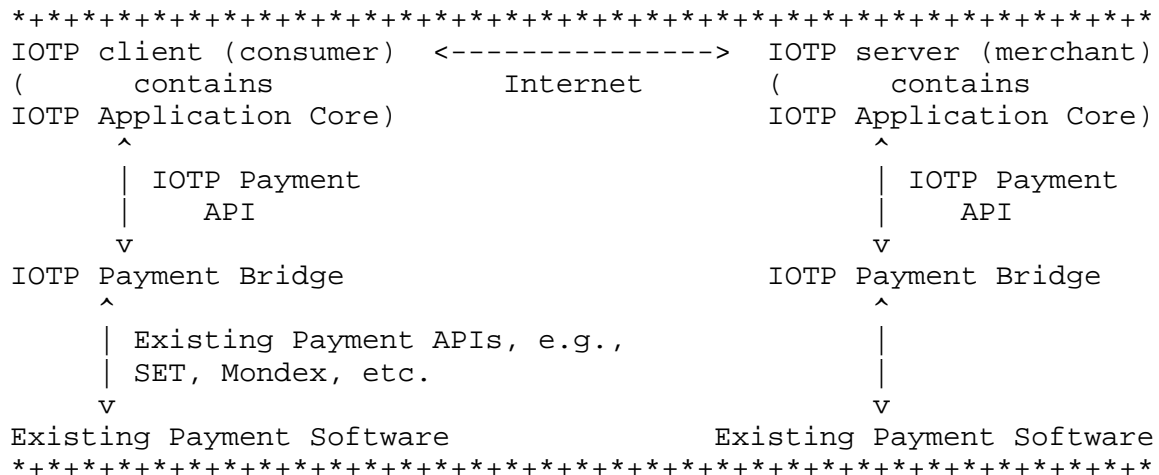 *+*+*+*+*+*+*+*+*+*+*+*+*+*+*+*+*+*+*+*+*+*+*+*+*+*+*+*+*+*+*+*+*
IOTP client (consumer)  <--------------->  IOTP server (merchant)
(      contains             Internet       (      contains
IOTP Application Core)                     IOTP Application Core)
      ^                                          ^
      | IOTP Payment                             | IOTP Payment
      |    API                                   |    API
      v                                          v
IOTP Payment Bridge                        IOTP Payment Bridge
     ^                                           ^
     | Existing Payment APIs, e.g.,              |
     | SET, Mondex, etc.                         |
     v                                           v
Existing Payment Software               Existing Payment Software
*+*+*+*+*+*+*+*+*+*+*+*+*+*+*+*+*+*+*+*+*+*+*+*+*+*+*+*+*+*+*+*+*